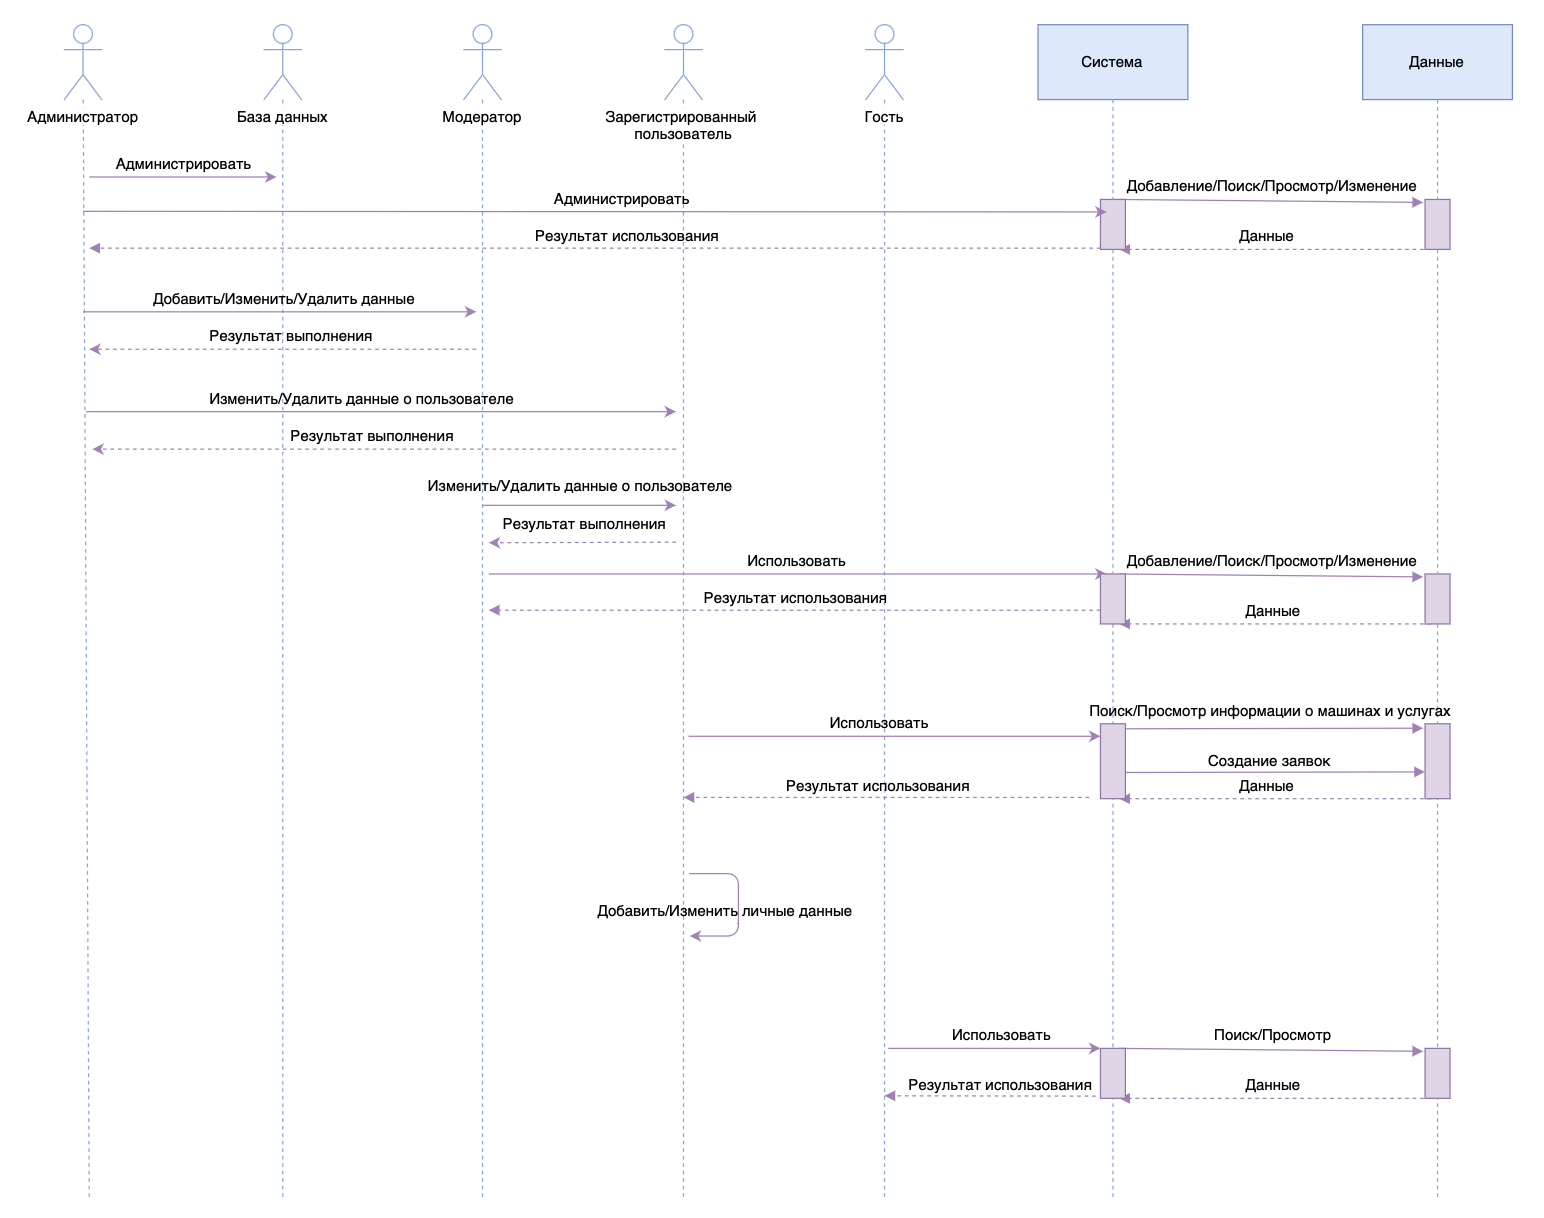 Система
Данные
Администратор
База данных
Модератор
Зарегистрированный
пользователь
Гость
Администрировать
Добавление/Поиск/Просмотр/Изменение
Администрировать
Результат использования
Данные
Добавить/Изменить/Удалить данные
Результат выполнения
Изменить/Удалить данные о пользователе
Результат выполнения
Изменить/Удалить данные о пользователе
Результат выполнения
Использовать
Добавление/Поиск/Просмотр/Изменение
Результат использования
Данные
Поиск/Просмотр информации о машинах и услугах
Использовать
Создание заявок
Результат использования
Данные
Добавить/Изменить личные данные
Использовать
Поиск/Просмотр
Результат использования
Данные